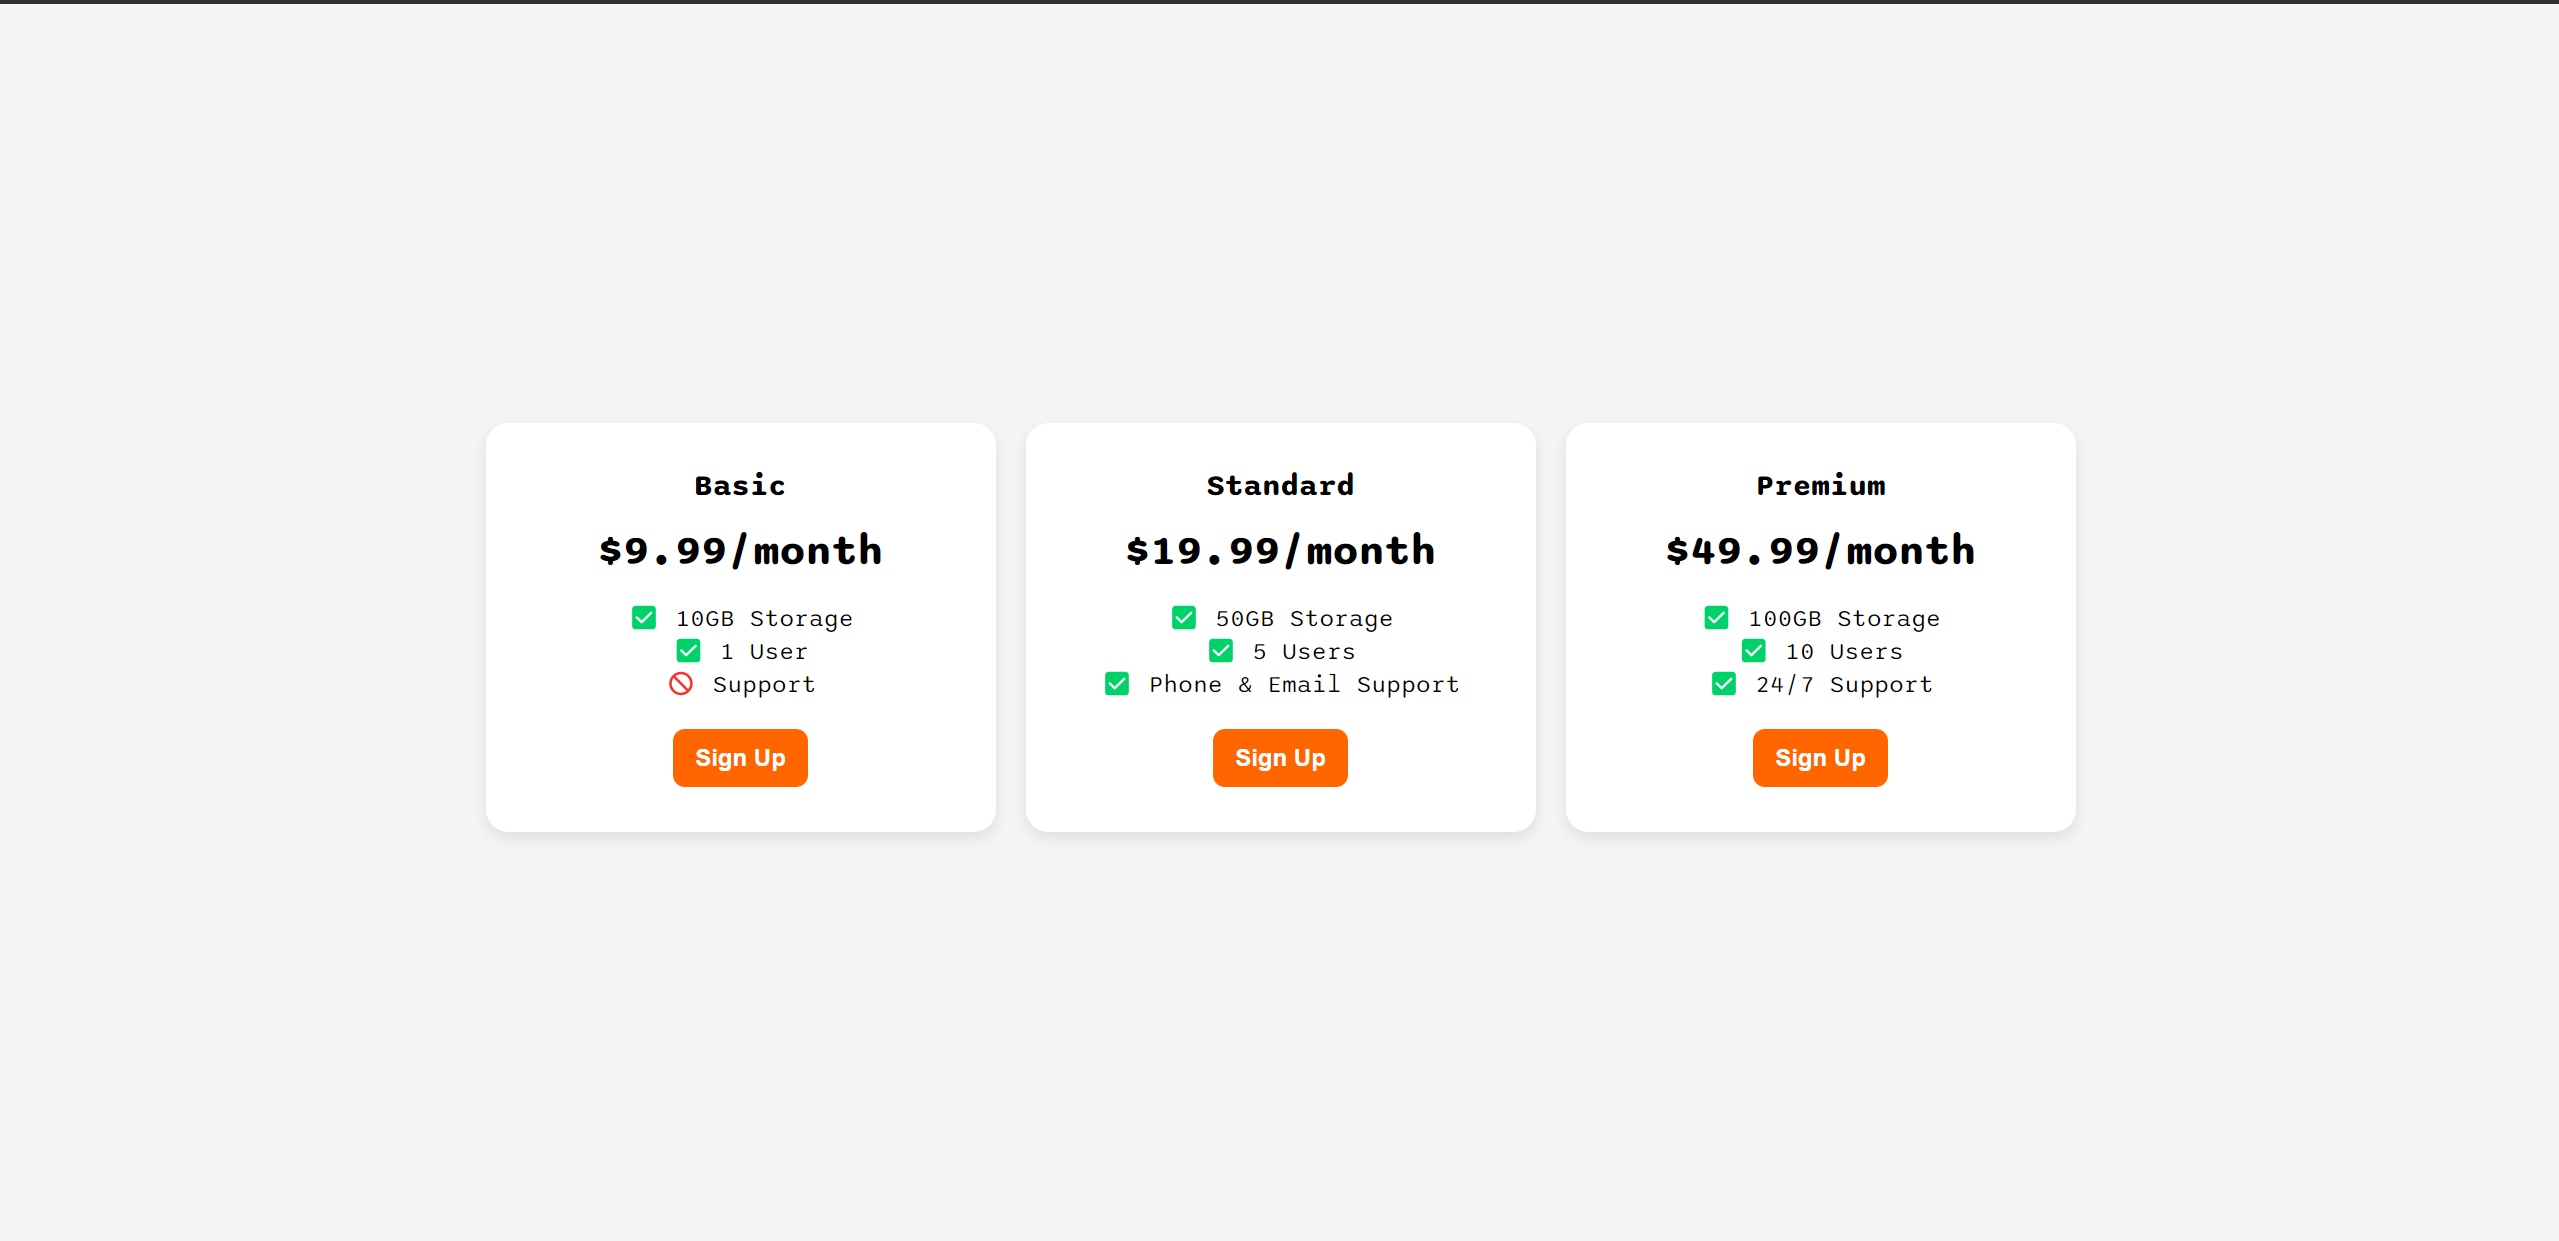 Basic
$9.99/month
✅ 10GB Storage
✅ 1 User
🚫 Support
Sign Up
Standard
$19.99/month
✅ 50GB Storage
✅ 5 Users
✅ Phone & Email Support
Sign Up
Premium
$49.99/month
✅ 100GB Storage
✅ 10 Users
✅ 24/7 Support
Sign Up